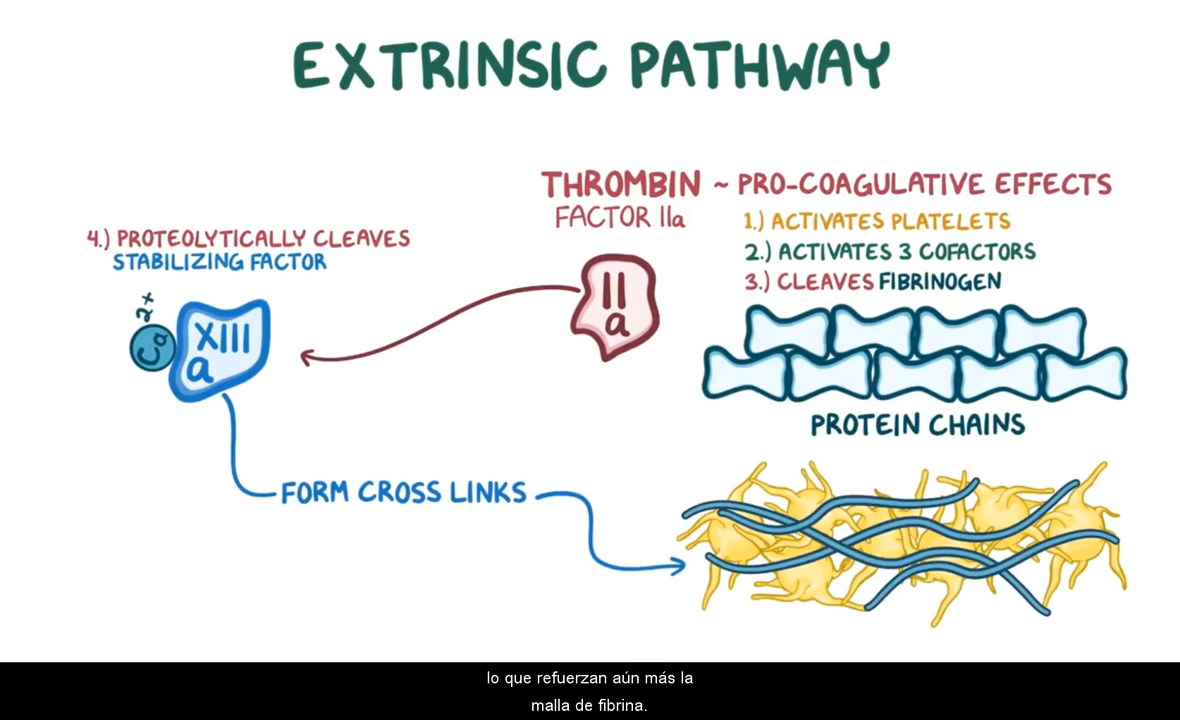 EXTRINSIC PATHWAY
THROMBIN ~ PRO-COAGULATIVE EFFECTS
FACTOR IIa
1.) ACTIVATES PLATELETS
2.) ACTIVATES 3 COFACTORS
3.) CLEAVES FIBRINOGEN
4.) PROTEOLYTICALLY CLEAVES
STABILIZING FACTOR
Ca 2+
XIII
a
II
a
PROTEIN CHAINS
FORM CROSS LINKS
lo que refuerzan aún más la
malla de fibrina.